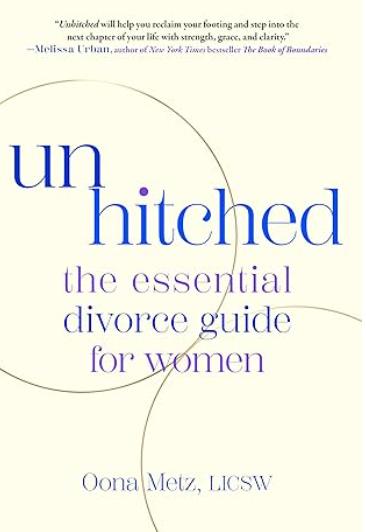 “Unhitched will help you reclaim your footing and step into the
next chapter of your life with strength, grace, and clarity.”
—Melissa Urban, author of New York Times bestseller The Book of Boundaries
un
hitched
the essential
divorce guide
for women
Oona Metz, LICSW